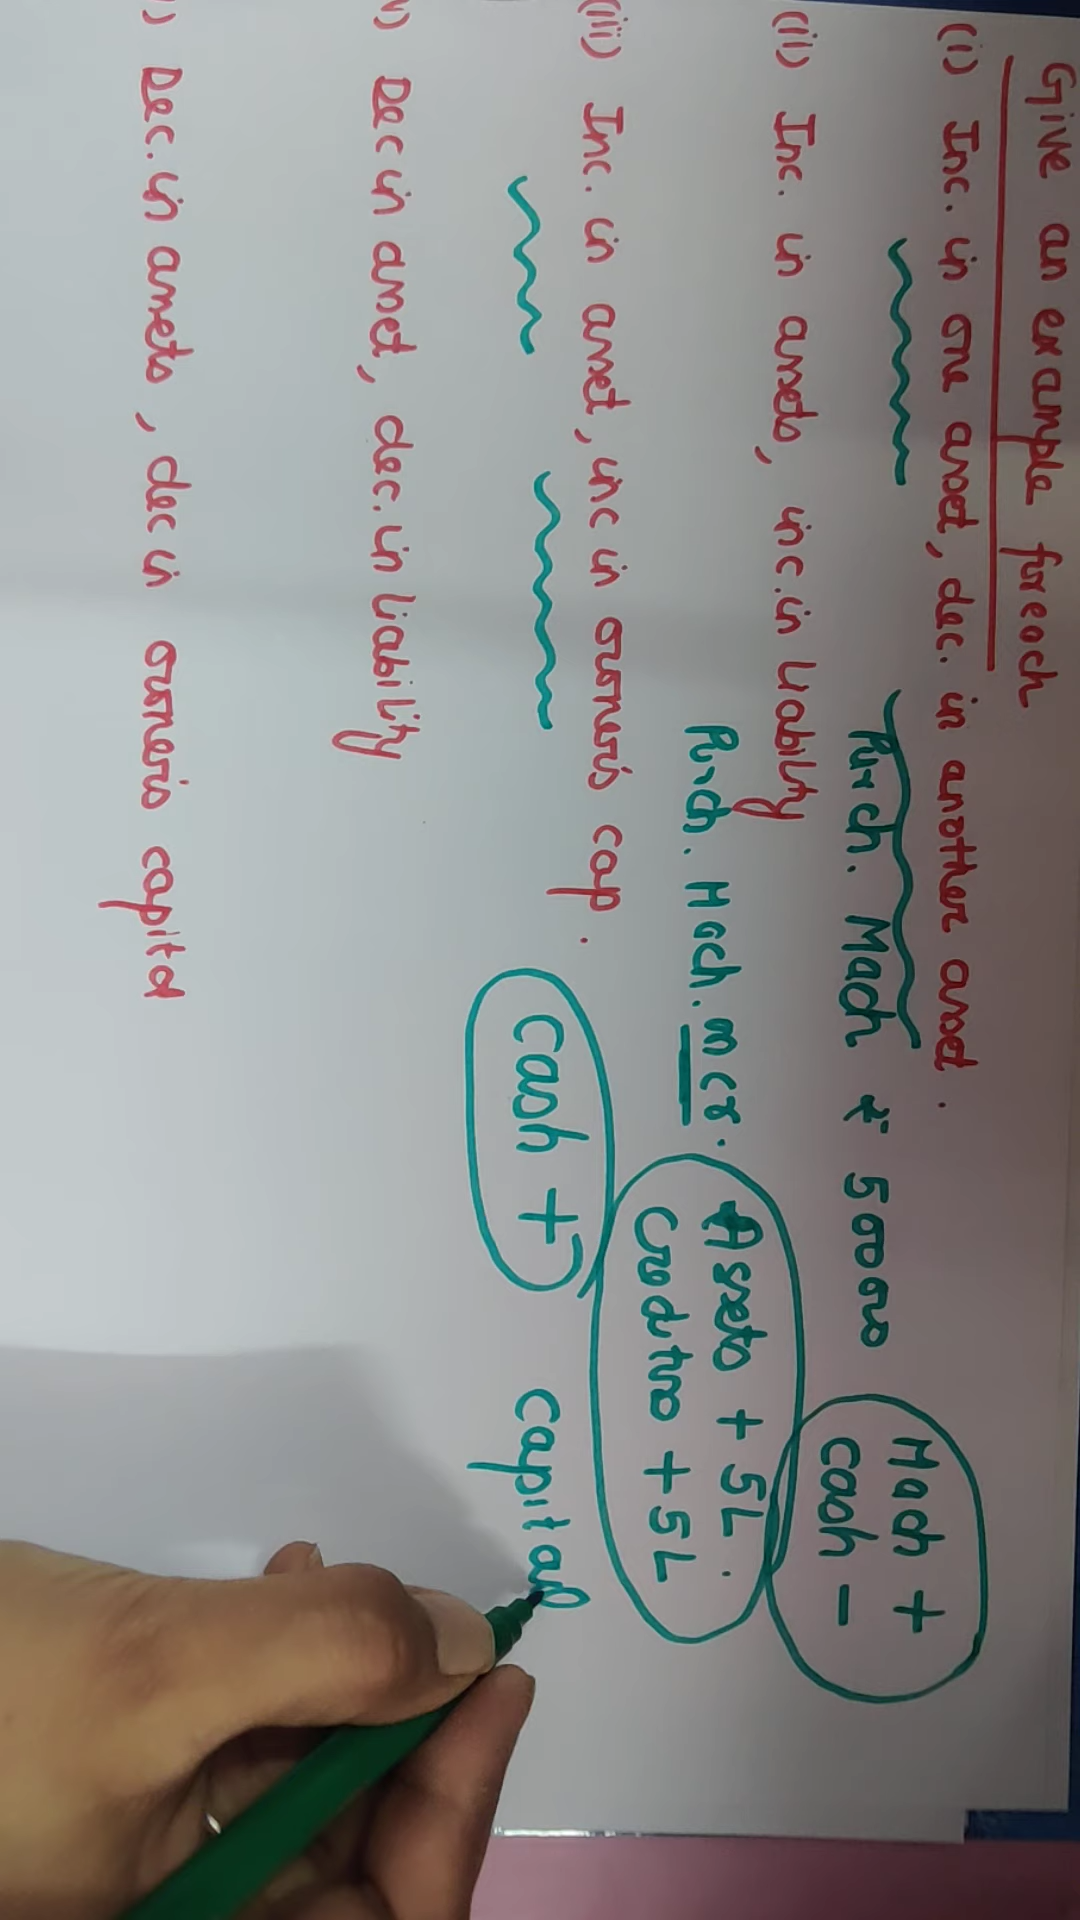 Give an example for each
(i) Inc. in one asset, dec. in another asset.
Purch. Mach ₹ 50000
Mach +
Cash -
(ii) Inc. in assets, inc. in liability
Purch. Mach. on cr.
Assets + 5L
Creditors + 5L
(iii) Inc. in asset, inc in owner's cap.
Cash +
Capital
) Dec in asset, dec. in liability
) Dec. in assets, dec in owner's capital